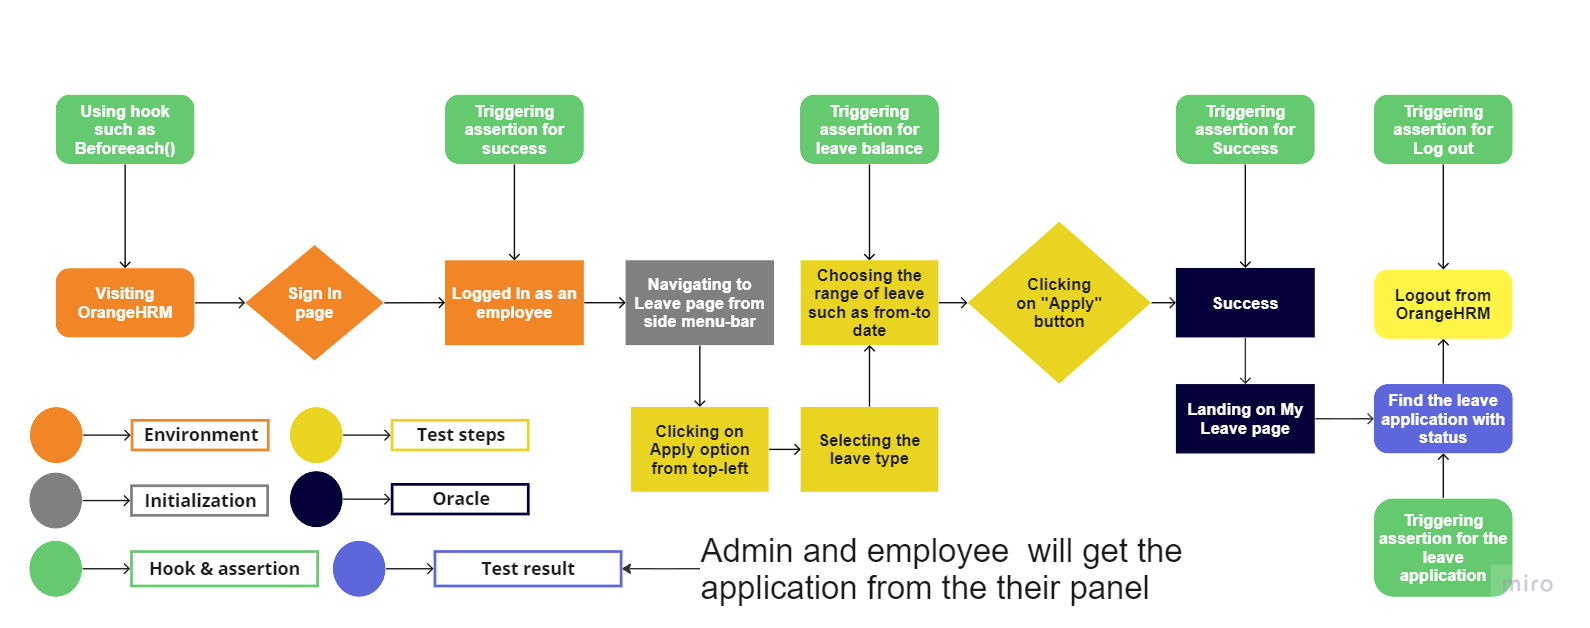 Using hook
such as
Beforeeach()
Triggering
assertion for
success
Triggering
assertion for
leave balance
Triggering
assertion for
Success
Triggering
assertion for
Log out
Visiting
OrangeHRM
Sign In
page
Logged In as an
employee
Navigating to
Leave page from
side menu-bar
Choosing the
range of leave
such as from-to
date
Clicking
on "Apply"
button
Success
Logout from
OrangeHRM
Clicking on
Apply option
from top-left
Selecting the
leave type
Landing on My
Leave page
Find the leave
application with
status
Triggering
assertion for the
leave
application
Environment
Test steps
Initialization
Oracle
Hook & assertion
Test result
Admin and employee  will get the
application from the their panel
miro